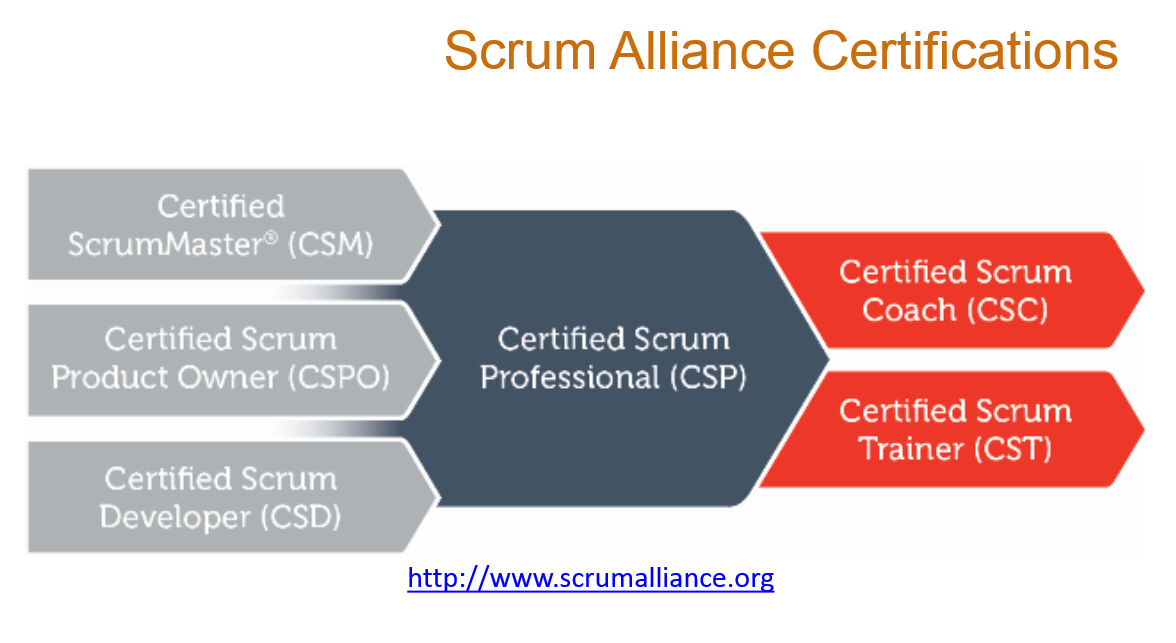 Scrum Alliance Certifications
Certified
ScrumMaster® (CSM)
Certified Scrum
Product Owner (CSPO)
Certified Scrum
Developer (CSD)
Certified Scrum
Professional (CSP)
Certified Scrum
Coach (CSC)
Certified Scrum
Trainer (CST)
http://www.scrumalliance.org